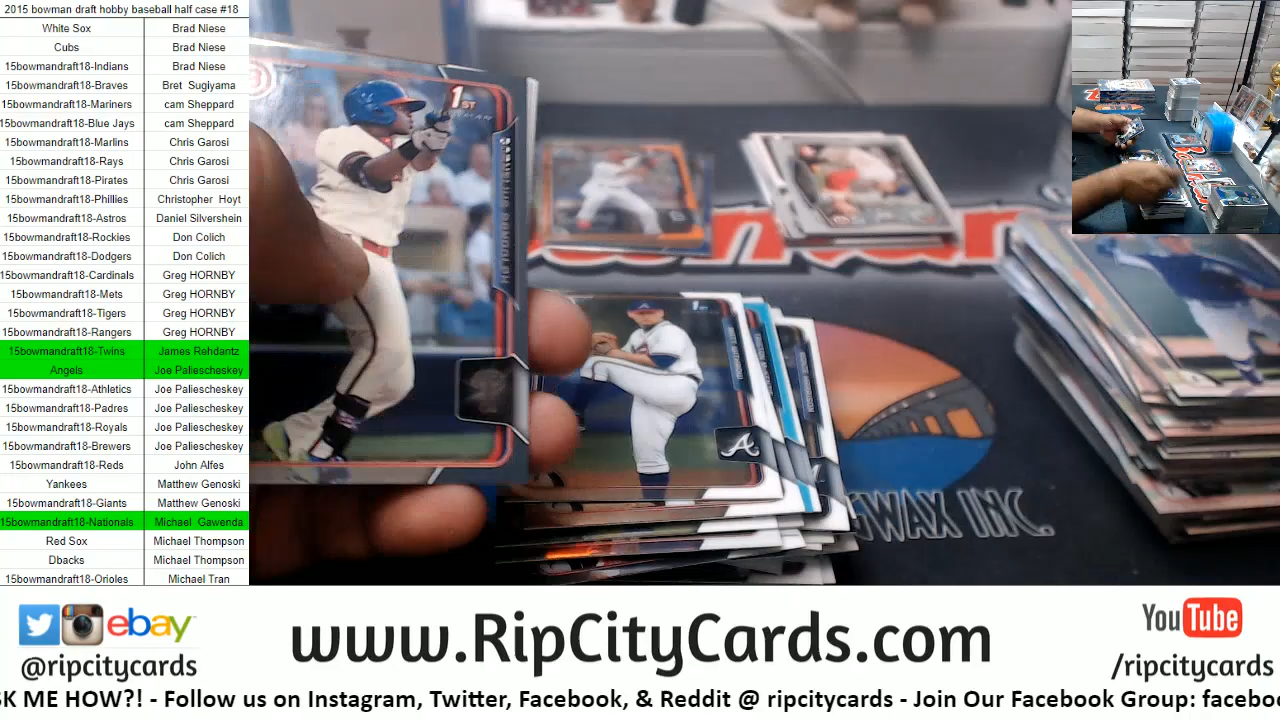 2015 bowman draft hobby baseball half case #18
White Sox Brad Niese
Cubs Brad Niese
15bowmandraft18-Indians Brad Niese
15bowmandraft18-Braves Bret Sugiyama
15bowmandraft18-Mariners cam Sheppard
15bowmandraft18-Blue Jays cam Sheppard
15bowmandraft18-Marlins Chris Garosi
15bowmandraft18-Rays Chris Garosi
15bowmandraft18-Pirates Chris Garosi
15bowmandraft18-Phillies Christopher Hoyt
15bowmandraft18-Astros Daniel Silvershein
15bowmandraft18-Rockies Don Colich
15bowmandraft18-Dodgers Don Colich
15bowmandraft18-Cardinals Greg HORNBY
15bowmandraft18-Mets Greg HORNBY
15bowmandraft18-Tigers Greg HORNBY
15bowmandraft18-Rangers Greg HORNBY
15bowmandraft18-Twins James Rehdantz
Angels Joe Paliescheskey
15bowmandraft18-Athletics Joe Paliescheskey
15bowmandraft18-Padres Joe Paliescheskey
15bowmandraft18-Royals Joe Paliescheskey
15bowmandraft18-Brewers Joe Paliescheskey
15bowmandraft18-Reds John Alfes
Yankees Matthew Genoski
15bowmandraft18-Giants Matthew Genoski
15bowmandraft18-Nationals Michael Gawenda
Red Sox Michael Thompson
Dbacks Michael Thompson
15bowmandraft18-Orioles Michael Tran
1ST
A
WAX INC.
ebay
@ripcitycards
www.RipCityCards.com
YouTube
/ripcitycards
SK ME HOW?! - Follow us on Instagram, Twitter, Facebook, & Reddit @ ripcitycards - Join Our Facebook Group: facebo